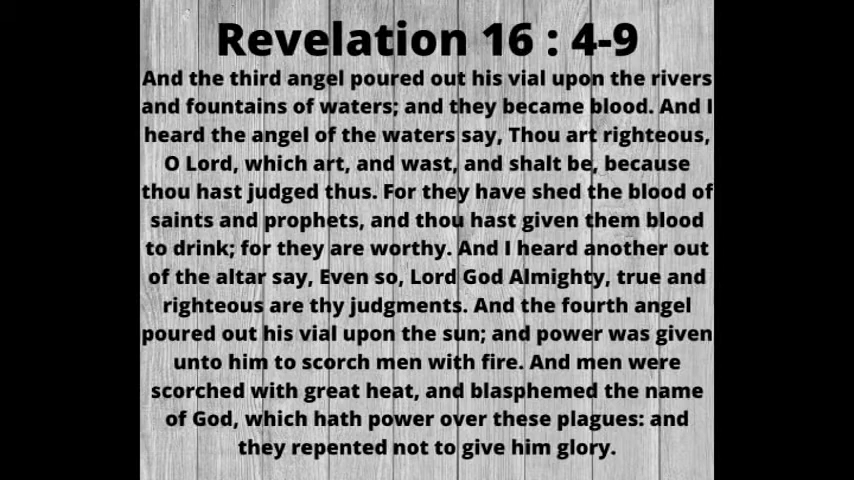 Revelation 16 : 4-9
And the third angel poured out his vial upon the rivers
and fountains of waters; and they became blood. And I
heard the angel of the waters say, Thou art righteous,
O Lord, which art, and wast, and shalt be, because
thou hast judged thus. For they have shed the blood of
saints and prophets, and thou hast given them blood
to drink; for they are worthy. And I heard another out
of the altar say, Even so, Lord God Almighty, true and
righteous are thy judgments. And the fourth angel
poured out his vial upon the sun; and power was given
unto him to scorch men with fire. And men were
scorched with great heat, and blasphemed the name
of God, which hath power over these plagues: and
they repented not to give him glory.